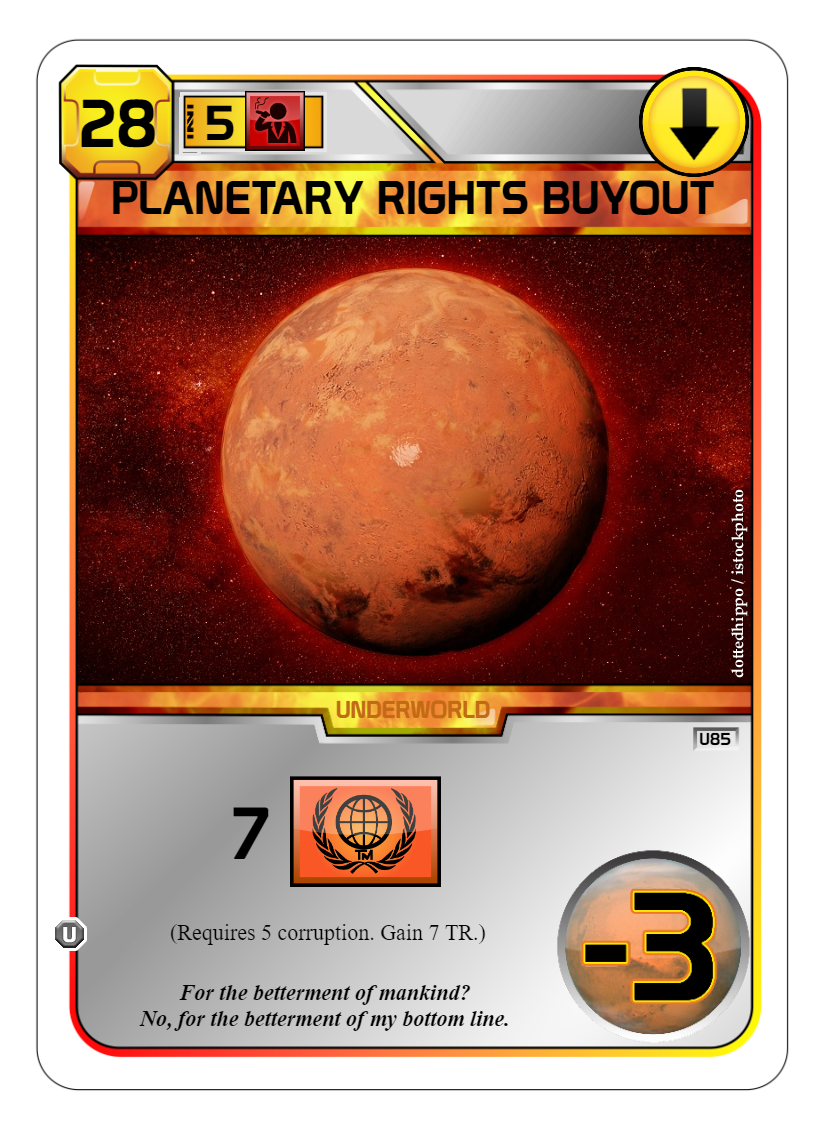 28
5
PLANETARY RIGHTS BUYOUT
dottedhippo / istockphoto
UNDERWORLD
U85
7
TM
(Requires 5 corruption. Gain 7 TR.)
-3
U
For the betterment of mankind?
No, for the betterment of my bottom line.